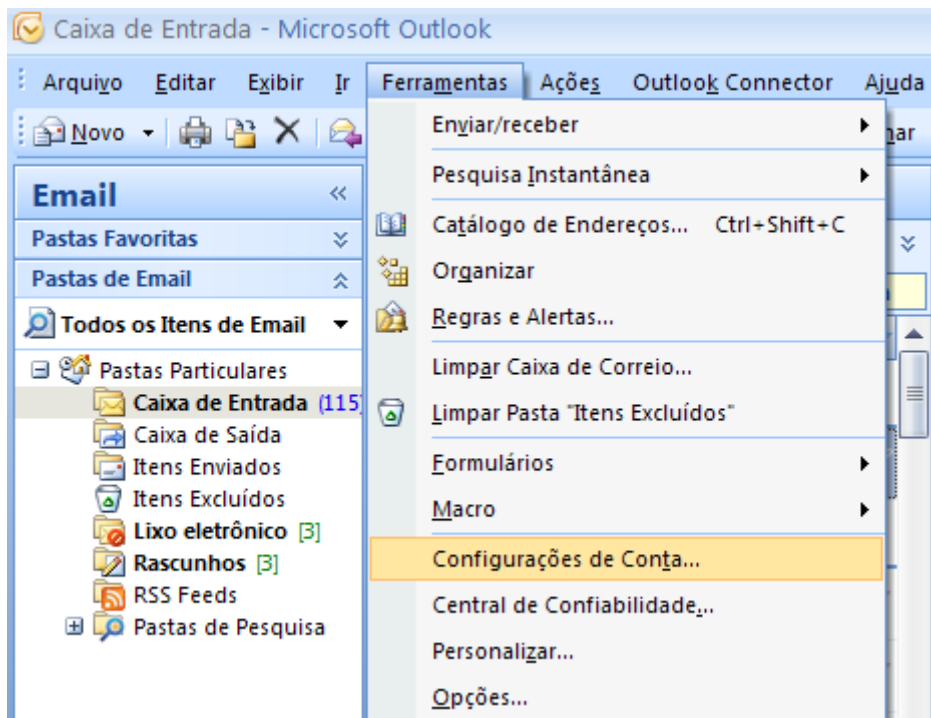 Caixa de Entrada - Microsoft Outlook
Arquivo Editar Exibir Ir Ferramentas Ações Outlook Connector Ajuda
Novo
Email
Pastas Favoritas
Pastas de Email
Todos os Itens de Email
Pastas Particulares
Caixa de Entrada (115
Caixa de Saída
Itens Enviados
Itens Excluídos
Lixo eletrônico [3]
Rascunhos [3]
RSS Feeds
Pastas de Pesquisa
Enviar/receber
Pesquisa Instantânea
Catálogo de Endereços... Ctrl+Shift+C
Organizar
Regras e Alertas...
Limpar Caixa de Correio...
Limpar Pasta "Itens Excluídos"
Formulários
Macro
Configurações de Conta...
Central de Confiabilidade...
Personalizar...
Opções...